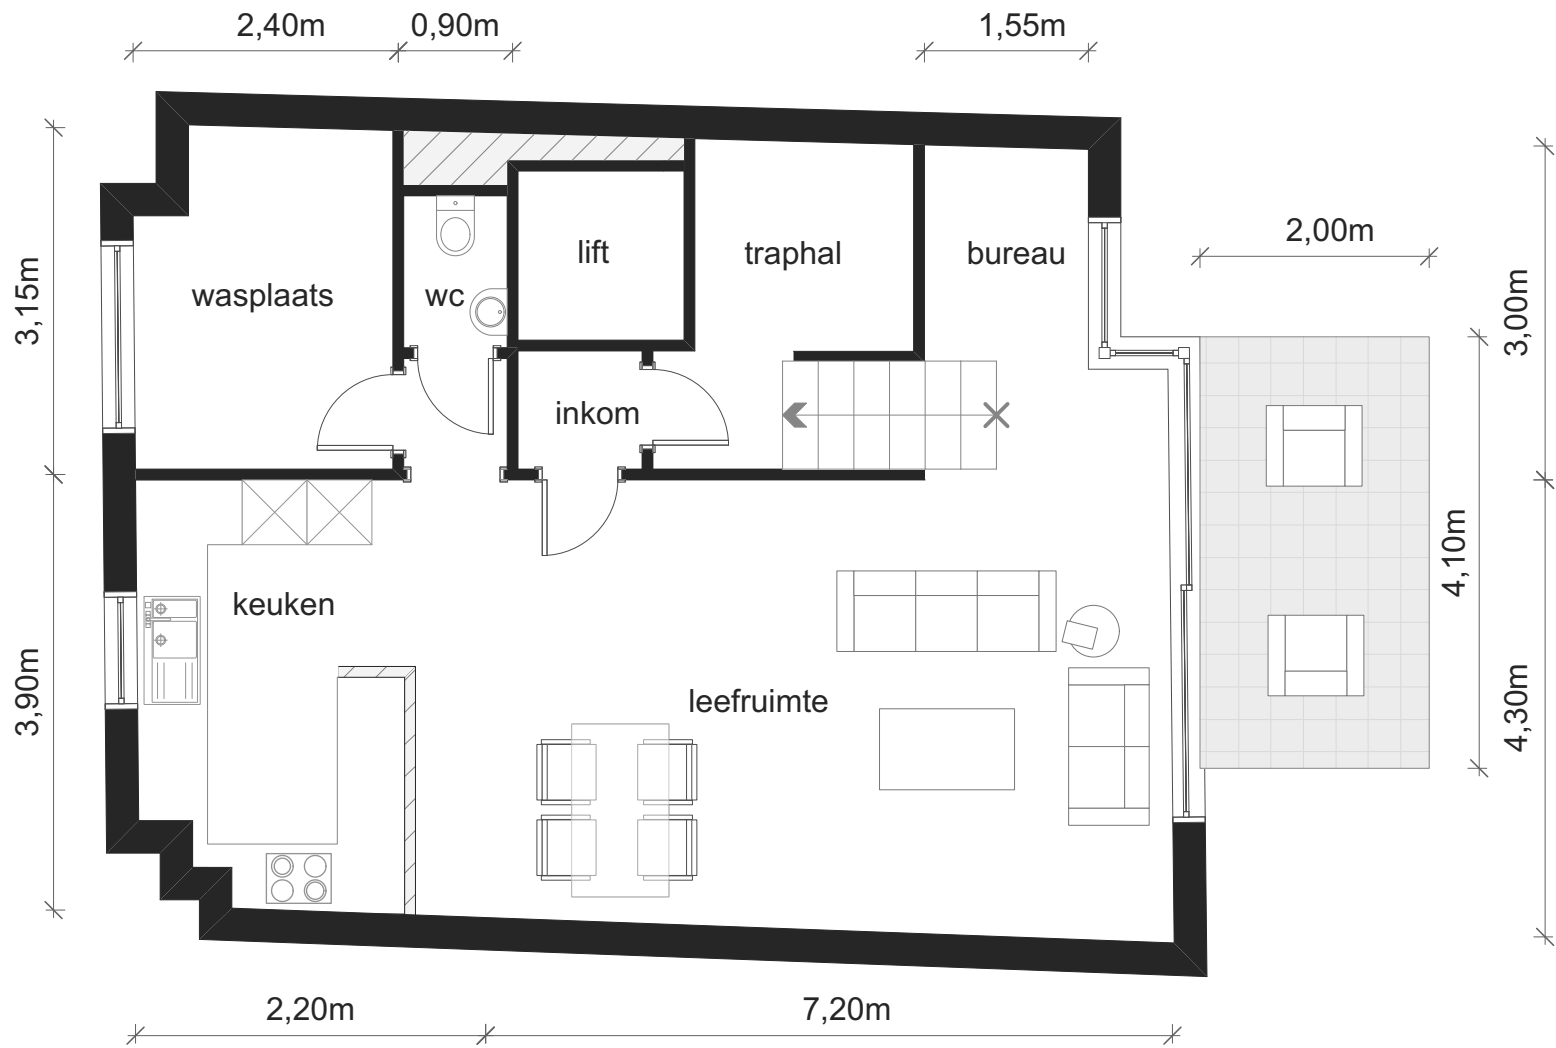 2,40m
0,90m
1,55m
2,00m
3,15m
3,00m
wasplaats
wc
lift
traphal
bureau
inkom
4,10m
keuken
leefruimte
3,90m
4,30m
2,20m
7,20m